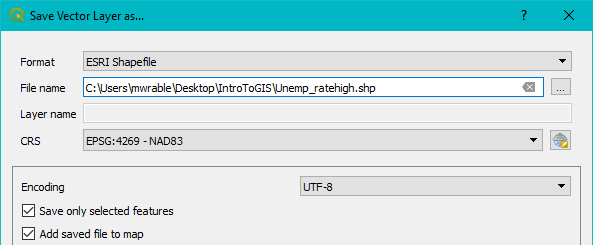 Save Vector Layer as...
Format ESRI Shapefile
File name C:\Users\mwrable\Desktop\IntroToGIS\Unemp_ratehigh.shp ...
Layer name
CRS EPSG:4269 - NAD83
Encoding UTF-8
Save only selected features
Add saved file to map